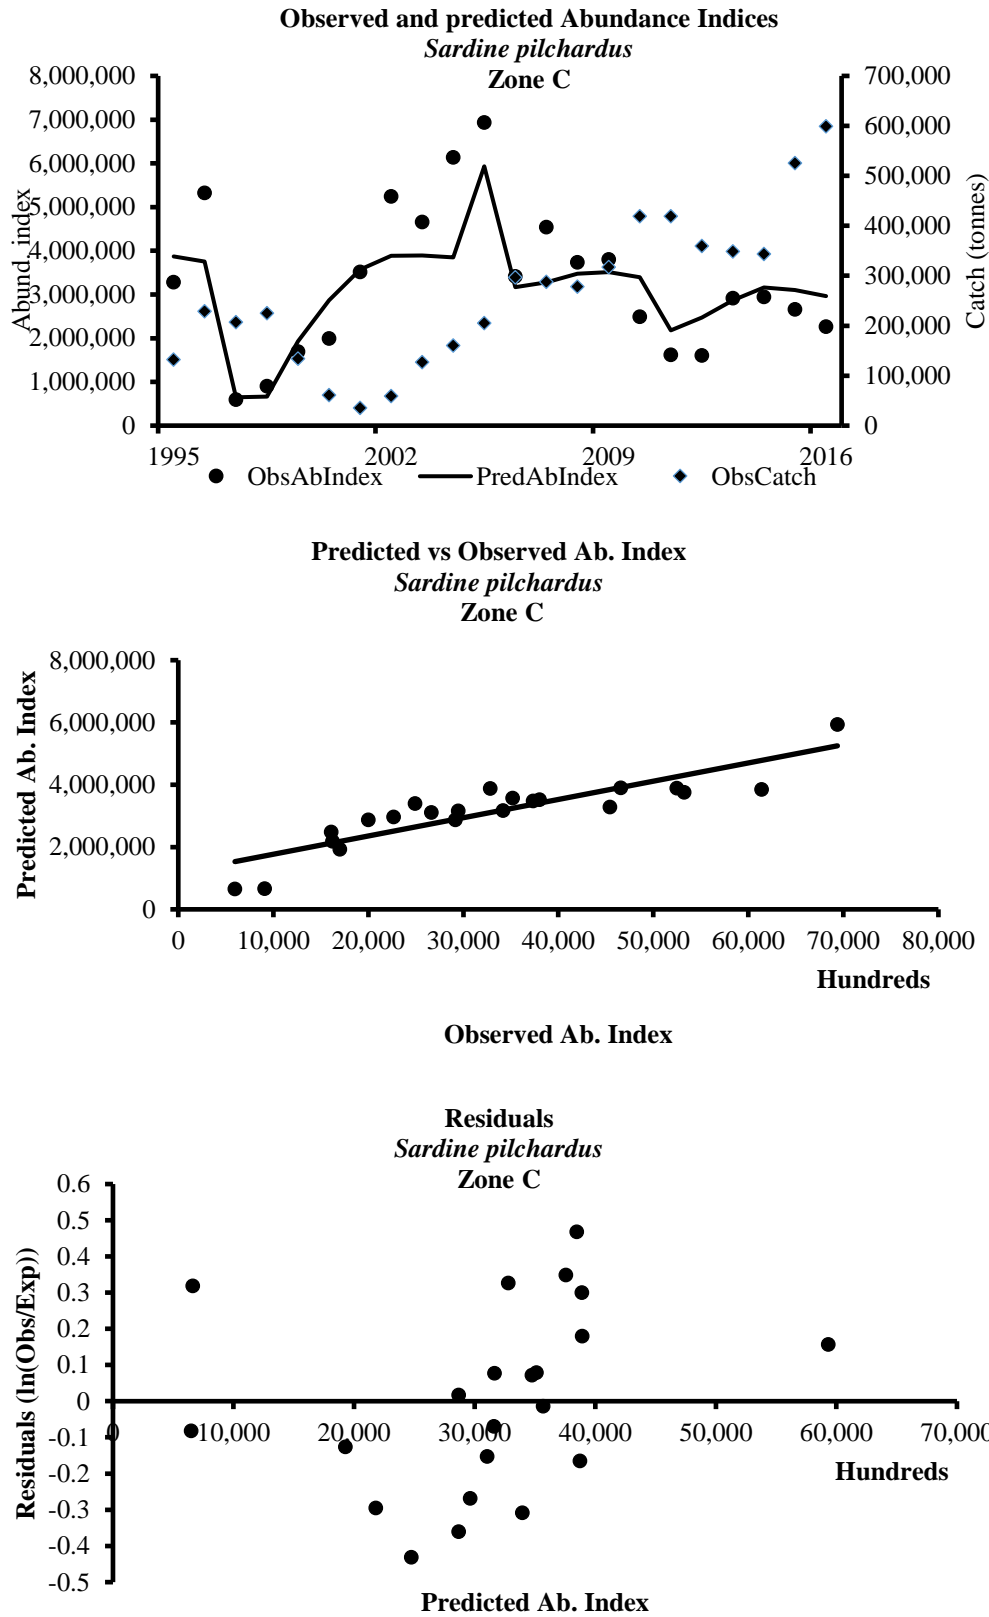 Observed and predicted Abundance Indices
Sardine pilchardus
Zone C
8,000,000
7,000,000
6,000,000
5,000,000
4,000,000
3,000,000
2,000,000
1,000,000
0
Abund. index
700,000
600,000
500,000
400,000
300,000
200,000
100,000
0
Catch (tonnes)
1995 2002 2009 2016
ObsAbIndex PredAbIndex ObsCatch
Predicted vs Observed Ab. Index
Sardine pilchardus
Zone C
8,000,000
6,000,000
4,000,000
2,000,000
0
Predicted Ab. Index
0 10,000 20,000 30,000 40,000 50,000 60,000 70,000 80,000
Hundreds
Observed Ab. Index
Residuals
Sardine pilchardus
Zone C
0.6
0.5
0.4
0.3
0.2
0.1
0
-0.1
-0.2
-0.3
-0.4
-0.5
Residuals (ln(Obs/Exp))
0 10,000 20,000 30,000 40,000 50,000 60,000 70,000
Hundreds
Predicted Ab. Index